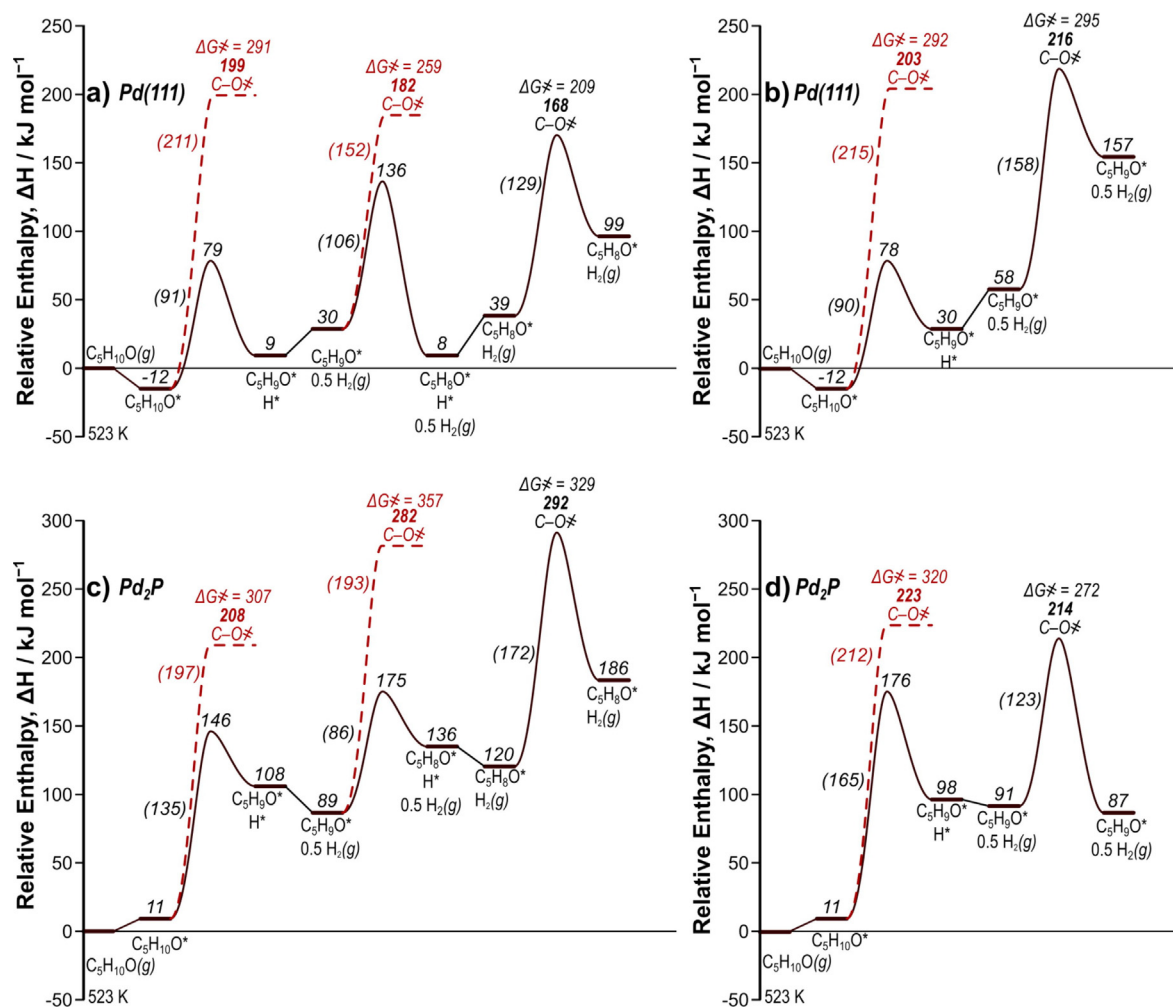 a) Pd(111)
Relative Enthalpy, ΔH / kJ mol⁻¹
250
200
150
100
50
0
-50
523 K
C₅H₁₀O(g)
-12
C₅H₁₀O*
(211)
ΔG≠ = 291
199
C–O≠
(91)
79
9
C₅H₉O*
H*
30
C₅H₉O*
0.5 H₂(g)
(152)
ΔG≠ = 259
182
C–O≠
(106)
136
8
C₅H₈O*
H*
0.5 H₂(g)
39
C₅H₈O*
H₂(g)
(129)
ΔG≠ = 209
168
C–O≠
99
C₅H₈O*
H₂(g)
b) Pd(111)
Relative Enthalpy, ΔH / kJ mol⁻¹
250
200
150
100
50
0
-50
523 K
C₅H₁₀O(g)
-12
C₅H₁₀O*
(215)
ΔG≠ = 292
203
C–O≠
(90)
78
30
C₅H₉O*
H*
58
C₅H₉O*
0.5 H₂(g)
(158)
ΔG≠ = 295
216
C–O≠
157
C₅H₉O*
0.5 H₂(g)
c) Pd₂P
Relative Enthalpy, ΔH / kJ mol⁻¹
300
250
200
150
100
50
0
-50
523 K
C₅H₁₀O(g)
11
C₅H₁₀O*
(197)
ΔG≠ = 307
208
C–O≠
(135)
146
108
C₅H₉O*
H*
89
C₅H₉O*
0.5 H₂(g)
(193)
ΔG≠ = 357
282
C–O≠
(86)
175
136
C₅H₈O*
H*
0.5 H₂(g)
120
C₅H₈O*
H₂(g)
(172)
ΔG≠ = 329
292
C–O≠
186
C₅H₈O*
H₂(g)
d) Pd₂P
Relative Enthalpy, ΔH / kJ mol⁻¹
300
250
200
150
100
50
0
-50
523 K
C₅H₁₀O(g)
11
C₅H₁₀O*
(212)
ΔG≠ = 320
223
C–O≠
(165)
176
98
C₅H₉O*
H*
91
C₅H₉O*
0.5 H₂(g)
(123)
ΔG≠ = 272
214
C–O≠
87
C₅H₉O*
0.5 H₂(g)